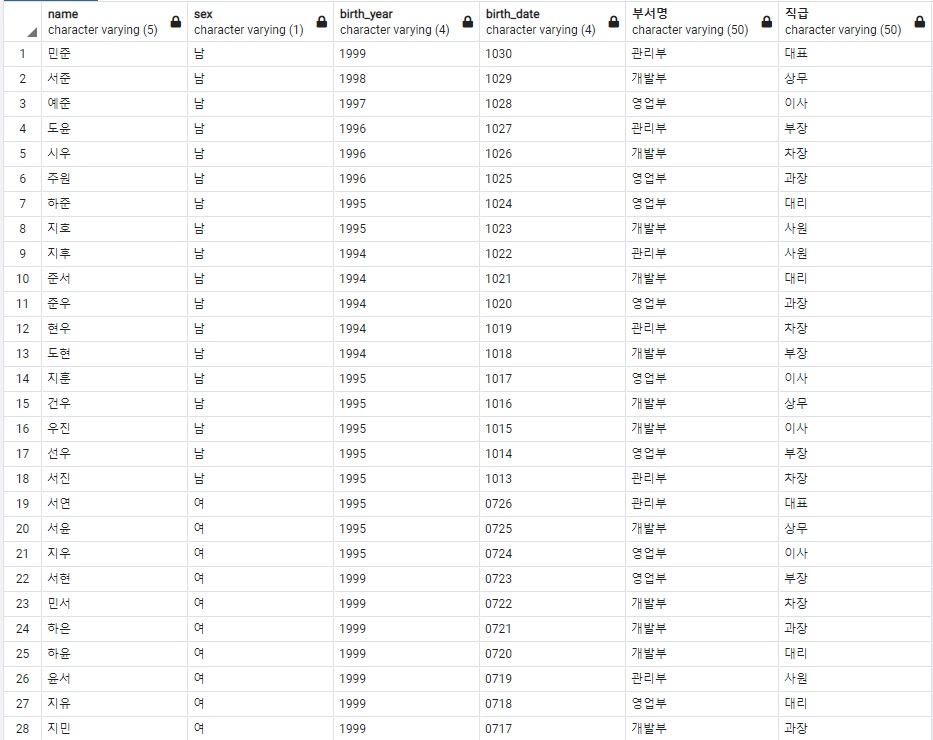 name sex birth_year birth_date 부서명 직급
character varying (5) character varying (1) character varying (4) character varying (4) character varying (50) character varying (50)
1 민준 남 1999 1030 관리부 대표
2 서준 남 1998 1029 개발부 상무
3 예준 남 1997 1028 영업부 이사
4 도윤 남 1996 1027 관리부 부장
5 시우 남 1996 1026 개발부 차장
6 주원 남 1996 1025 영업부 과장
7 하준 남 1995 1024 영업부 대리
8 지호 남 1995 1023 개발부 사원
9 지후 남 1994 1022 관리부 사원
10 준서 남 1994 1021 개발부 대리
11 준우 남 1994 1020 영업부 과장
12 현우 남 1994 1019 관리부 차장
13 도현 남 1994 1018 개발부 부장
14 지훈 남 1995 1017 영업부 이사
15 건우 남 1995 1016 개발부 상무
16 우진 남 1995 1015 개발부 이사
17 선우 남 1995 1014 영업부 부장
18 서진 남 1995 1013 관리부 차장
19 서연 여 1995 0726 관리부 대표
20 서윤 여 1995 0725 개발부 상무
21 지우 여 1995 0724 영업부 이사
22 서현 여 1999 0723 영업부 부장
23 민서 여 1999 0722 개발부 차장
24 하은 여 1999 0721 개발부 과장
25 하윤 여 1999 0720 개발부 대리
26 윤서 여 1999 0719 관리부 사원
27 지유 여 1999 0718 영업부 대리
28 지민 여 1999 0717 개발부 과장